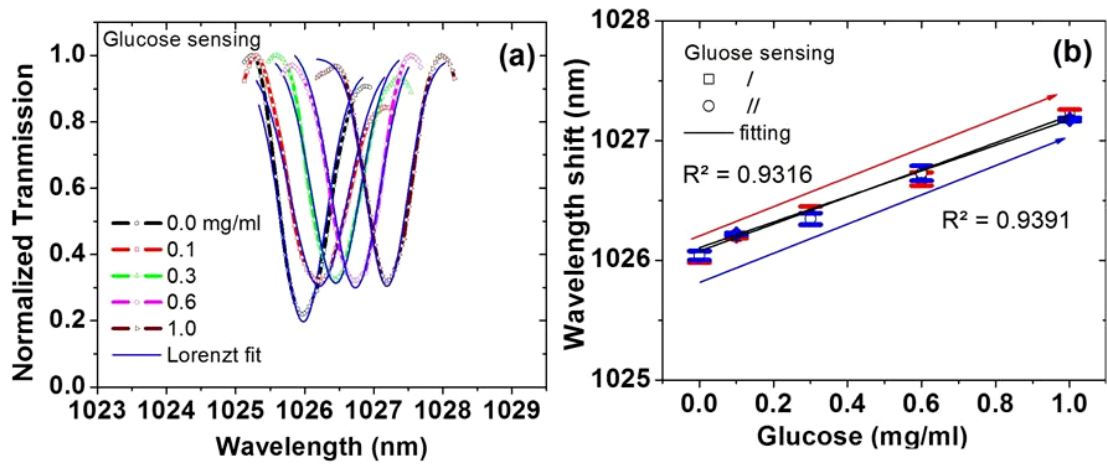 Glucose sensing
(a)
1.0
0.8
0.6
0.4
0.2
0.0
Normalized Tranmission
0.0 mg/ml
0.1
0.3
0.6
1.0
Lorenzt fit
1023 1024 1025 1026 1027 1028 1029
Wavelength (nm)
(b)
1028
1027
1026
1025
Wavelength shift (nm)
Gluose sensing
/
//
fitting
R² = 0.9316
R² = 0.9391
0.0 0.2 0.4 0.6 0.8 1.0
Glucose (mg/ml)